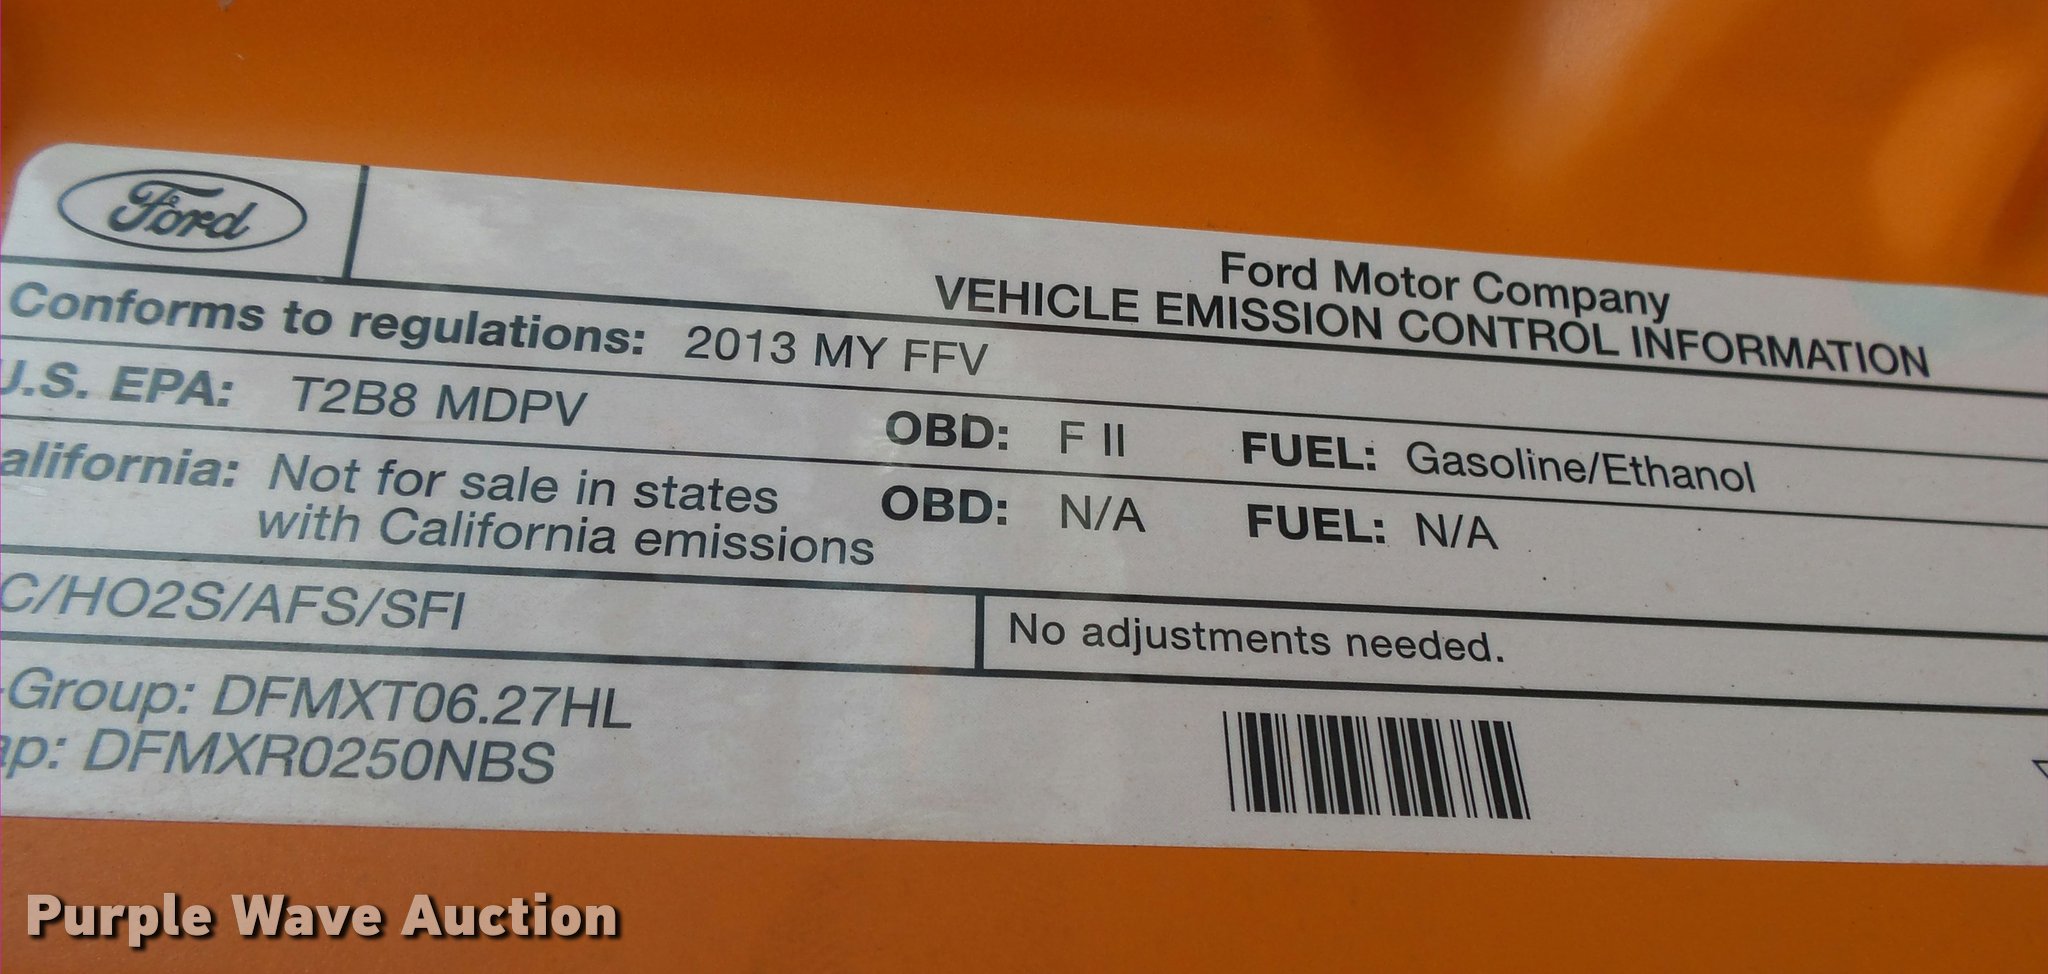 Ford
Ford Motor Company
VEHICLE EMISSION CONTROL INFORMATION
Conforms to regulations: 2013 MY FFV
U.S. EPA: T2B8 MDPV OBD: F II FUEL: Gasoline/Ethanol
alifornia: Not for sale in states with California emissions OBD: N/A FUEL: N/A
C/HO2S/AFS/SFI
No adjustments needed.
-Group: DFMXT06.27HL
ap: DFMXR0250NBS
Purple Wave Auction